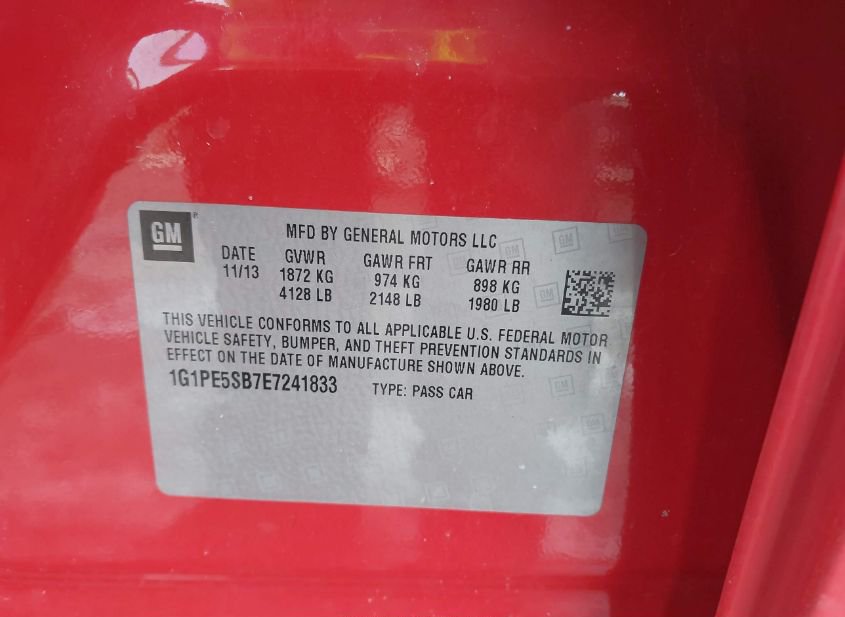 GM
MFD BY GENERAL MOTORS LLC
DATE GVWR GAWR FRT GAWR RR
11/13 1872 KG 974 KG 898 KG
4128 LB 2148 LB 1980 LB
THIS VEHICLE CONFORMS TO ALL APPLICABLE U.S. FEDERAL MOTOR
VEHICLE SAFETY, BUMPER, AND THEFT PREVENTION STANDARDS IN
EFFECT ON THE DATE OF MANUFACTURE SHOWN ABOVE.
1G1PE5SB7E7241833 TYPE: PASS CAR